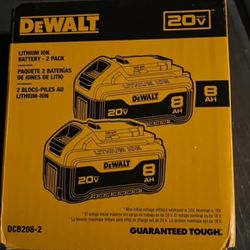 DEWALT
20V
LITHIUM ION
BATTERY - 2 PACK
PAQUETE 2 BATERÍAS
DE IONES DE LITIO
2 BLOCS-PILES AU
LITHIUM-ION
DEWALT
20V
8
AH
8
AH
DEWALT
20V
8
AH
DCB208-2
GUARANTEED TOUGH.